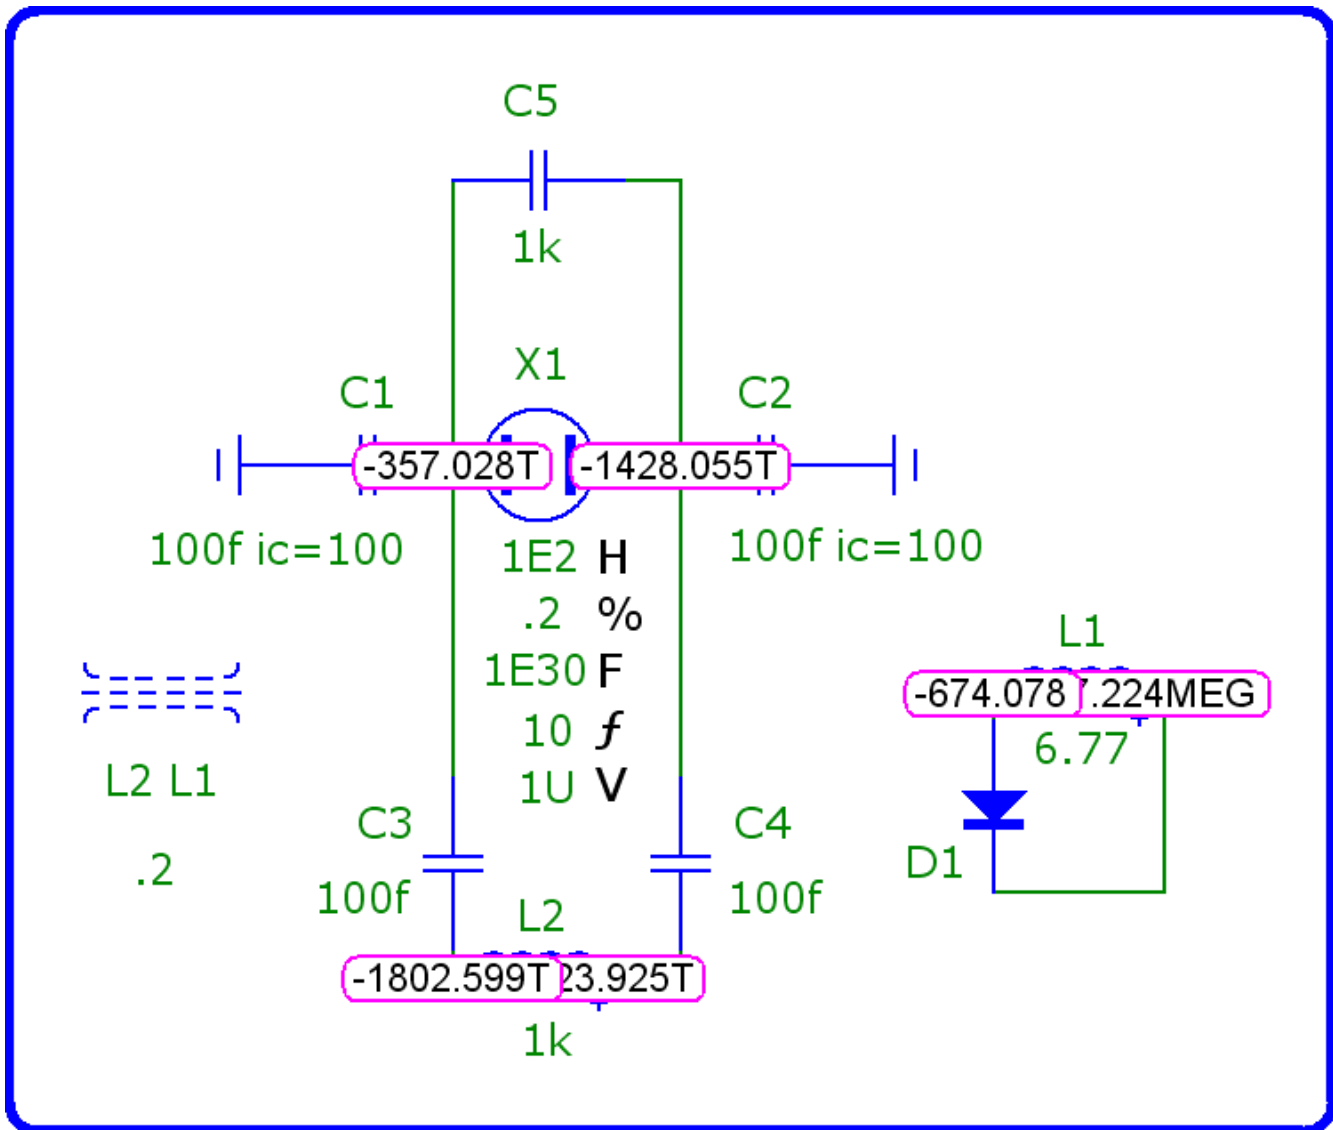 C5
1k
X1
C1
C2
-357.028T
-1428.055T
100f ic=100
1E2 H
100f ic=100
.2 %
1E30 F
10 ƒ
1U V
L1
-674.078
.224MEG
6.77
L2 L1
.2
C3
C4
D1
100f
100f
L2
-1802.599T
23.925T
1k